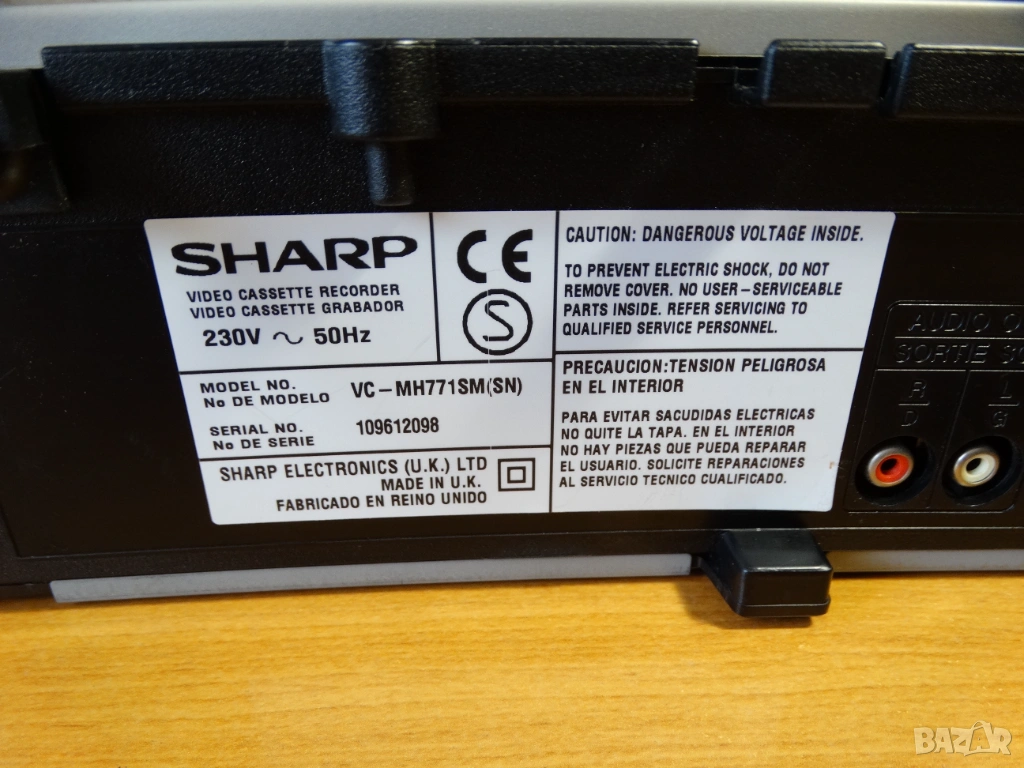 SHARP
VIDEO CASSETTE RECORDER
VIDEO CASSETTE GRABADOR
230V ~ 50Hz
CE
S
MODEL NO.
No DE MODELO
VC-MH771SM(SN)
SERIAL NO.
No DE SERIE
109612098
SHARP ELECTRONICS (U.K.) LTD
MADE IN U.K.
FABRICADO EN REINO UNIDO
CAUTION: DANGEROUS VOLTAGE INSIDE.
TO PREVENT ELECTRIC SHOCK, DO NOT
REMOVE COVER. NO USER-SERVICEABLE
PARTS INSIDE. REFER SERVICING TO
QUALIFIED SERVICE PERSONNEL.
PRECAUCION:TENSION PELIGROSA
EN EL INTERIOR
PARA EVITAR SACUDIDAS ELECTRICAS
NO QUITE LA TAPA. EN EL INTERIOR
NO HAY PIEZAS QUE PUEDA REPARAR
EL USUARIO. SOLICITE REPARACIONES
AL SERVICIO TECNICO CUALIFICADO.
AUDIO
SORTIE
R L
D G
BAZAR